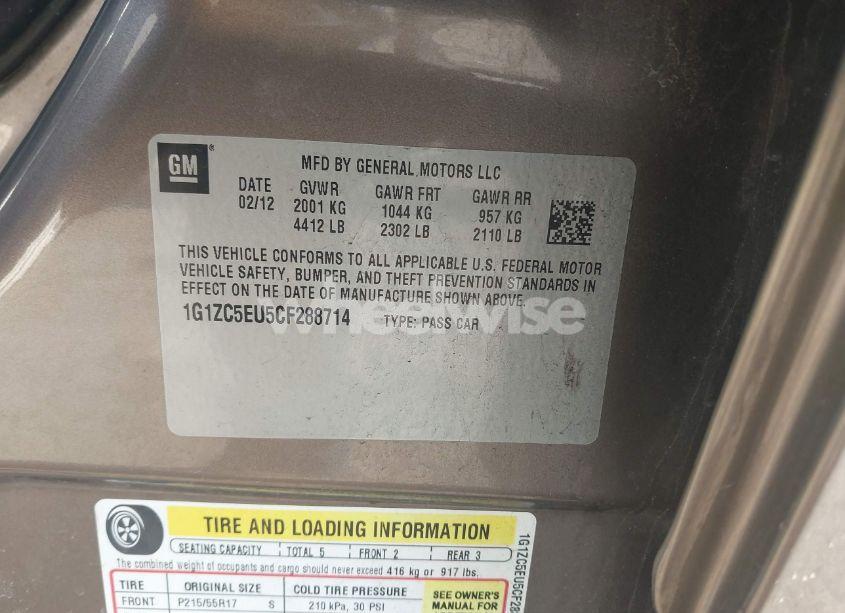 GM ®
MFD BY GENERAL MOTORS LLC
DATE GVWR GAWR FRT GAWR RR
02/12 2001 KG 1044 KG 957 KG
4412 LB 2302 LB 2110 LB
THIS VEHICLE CONFORMS TO ALL APPLICABLE U.S. FEDERAL MOTOR
VEHICLE SAFETY, BUMPER, AND THEFT PREVENTION STANDARDS IN
EFFECT ON THE DATE OF MANUFACTURE SHOWN ABOVE.
1G1ZC5EU5CF288714 TYPE: PASS CAR
wheelwise
TIRE AND LOADING INFORMATION
SEATING CAPACITY TOTAL 5 FRONT 2 REAR 3
The combined weight of occupants and cargo should never exceed 416 kg or 917 lbs.
TIRE ORIGINAL SIZE COLD TIRE PRESSURE
FRONT P215/55R17 S 210 kPa, 30 PSI
SEE OWNER'S
MANUAL FOR
1G1ZC5EU5CF28